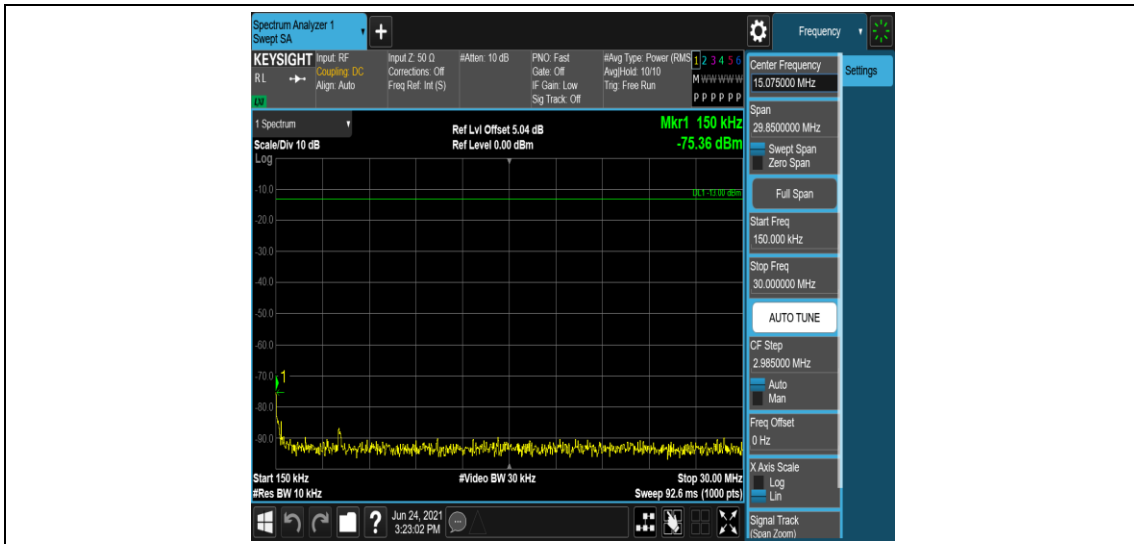 Spectrum Analyzer 1
Swept SA
+
Frequency
KEYSIGHT
RL
LXI
Input: RF
Coupling: DC
Align: Auto
Input Z: 50 Ω
Corrections: Off
Freq Ref: Int (S)
#Atten: 10 dB
PNO: Fast
Gate: Off
IF Gain: Low
Sig Track: Off
#Avg Type: Power (RMS
Avg|Hold: 10/10
Trig: Free Run
1 2 3 4 5 6
M W W W W W
P P P P P P
1 Spectrum
Scale/Div 10 dB
Ref Lvl Offset 5.04 dB
Ref Level 0.00 dBm
Mkr1 150 kHz
-75.36 dBm
Log
DL1 -13.00 dBm
-10.0
-20.0
-30.0
-40.0
-50.0
-60.0
-70.0
1
-80.0
-90.0
Start 150 kHz
#Video BW 30 kHz
Stop 30.00 MHz
#Res BW 10 kHz
Sweep 92.6 ms (1000 pts)
?
Jun 24, 2021
3:23:02 PM
Center Frequency
15.075000 MHz
Settings
Span
29.8500000 MHz
Swept Span
Zero Span
Full Span
Start Freq
150.000 kHz
Stop Freq
30.000000 MHz
AUTO TUNE
CF Step
2.985000 MHz
Auto
Man
Freq Offset
0 Hz
X Axis Scale
Log
Lin
Signal Track
(Span Zoom)